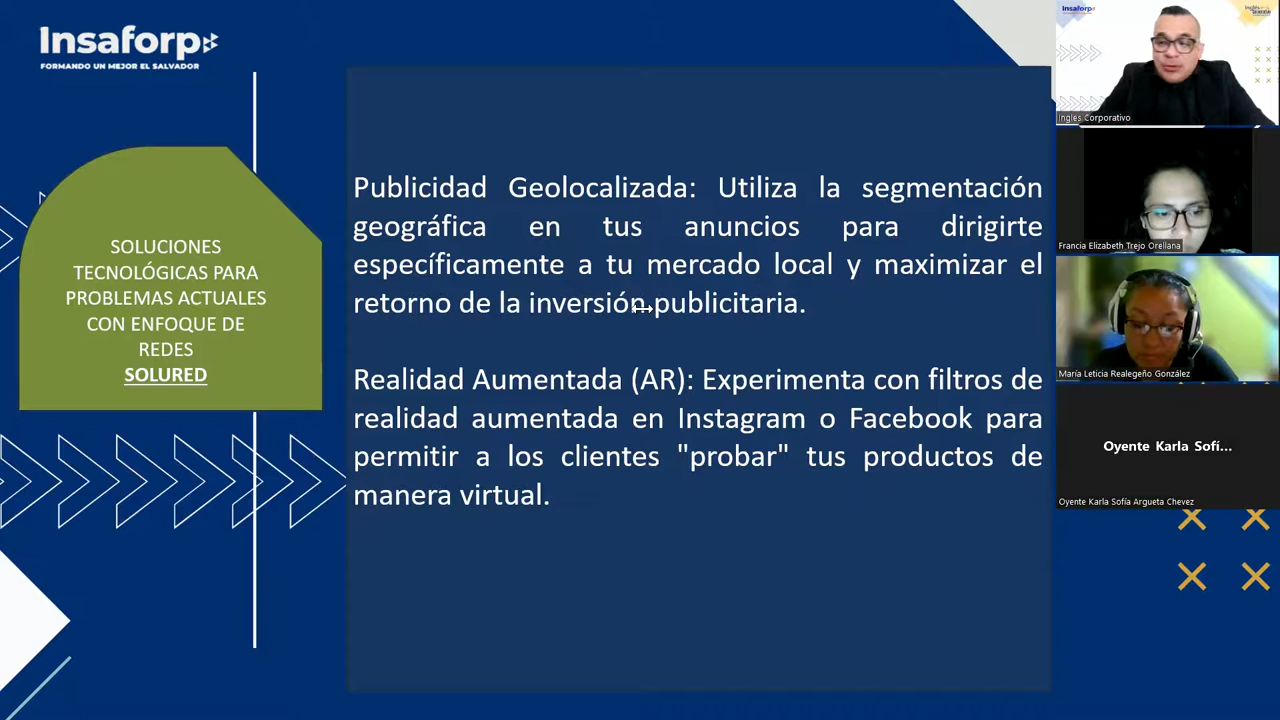 Insaforp
FORMANDO UN MEJOR EL SALVADOR
SOLUCIONES
TECNOLÓGICAS PARA
PROBLEMAS ACTUALES
CON ENFOQUE DE
REDES
SOLURED
Publicidad Geolocalizada: Utiliza la segmentación
geográfica en tus anuncios para dirigirte
específicamente a tu mercado local y maximizar el
retorno de la inversión publicitaria.
Realidad Aumentada (AR): Experimenta con filtros de
realidad aumentada en Instagram o Facebook para
permitir a los clientes "probar" tus productos de
manera virtual.
Insaforp
Ingles Corporativo
Francia Elizabeth Trejo Orellana
María Leticia Realegeño González
Oyente Karla Sofí...
Oyente Karla Sofía Argueta Chevez